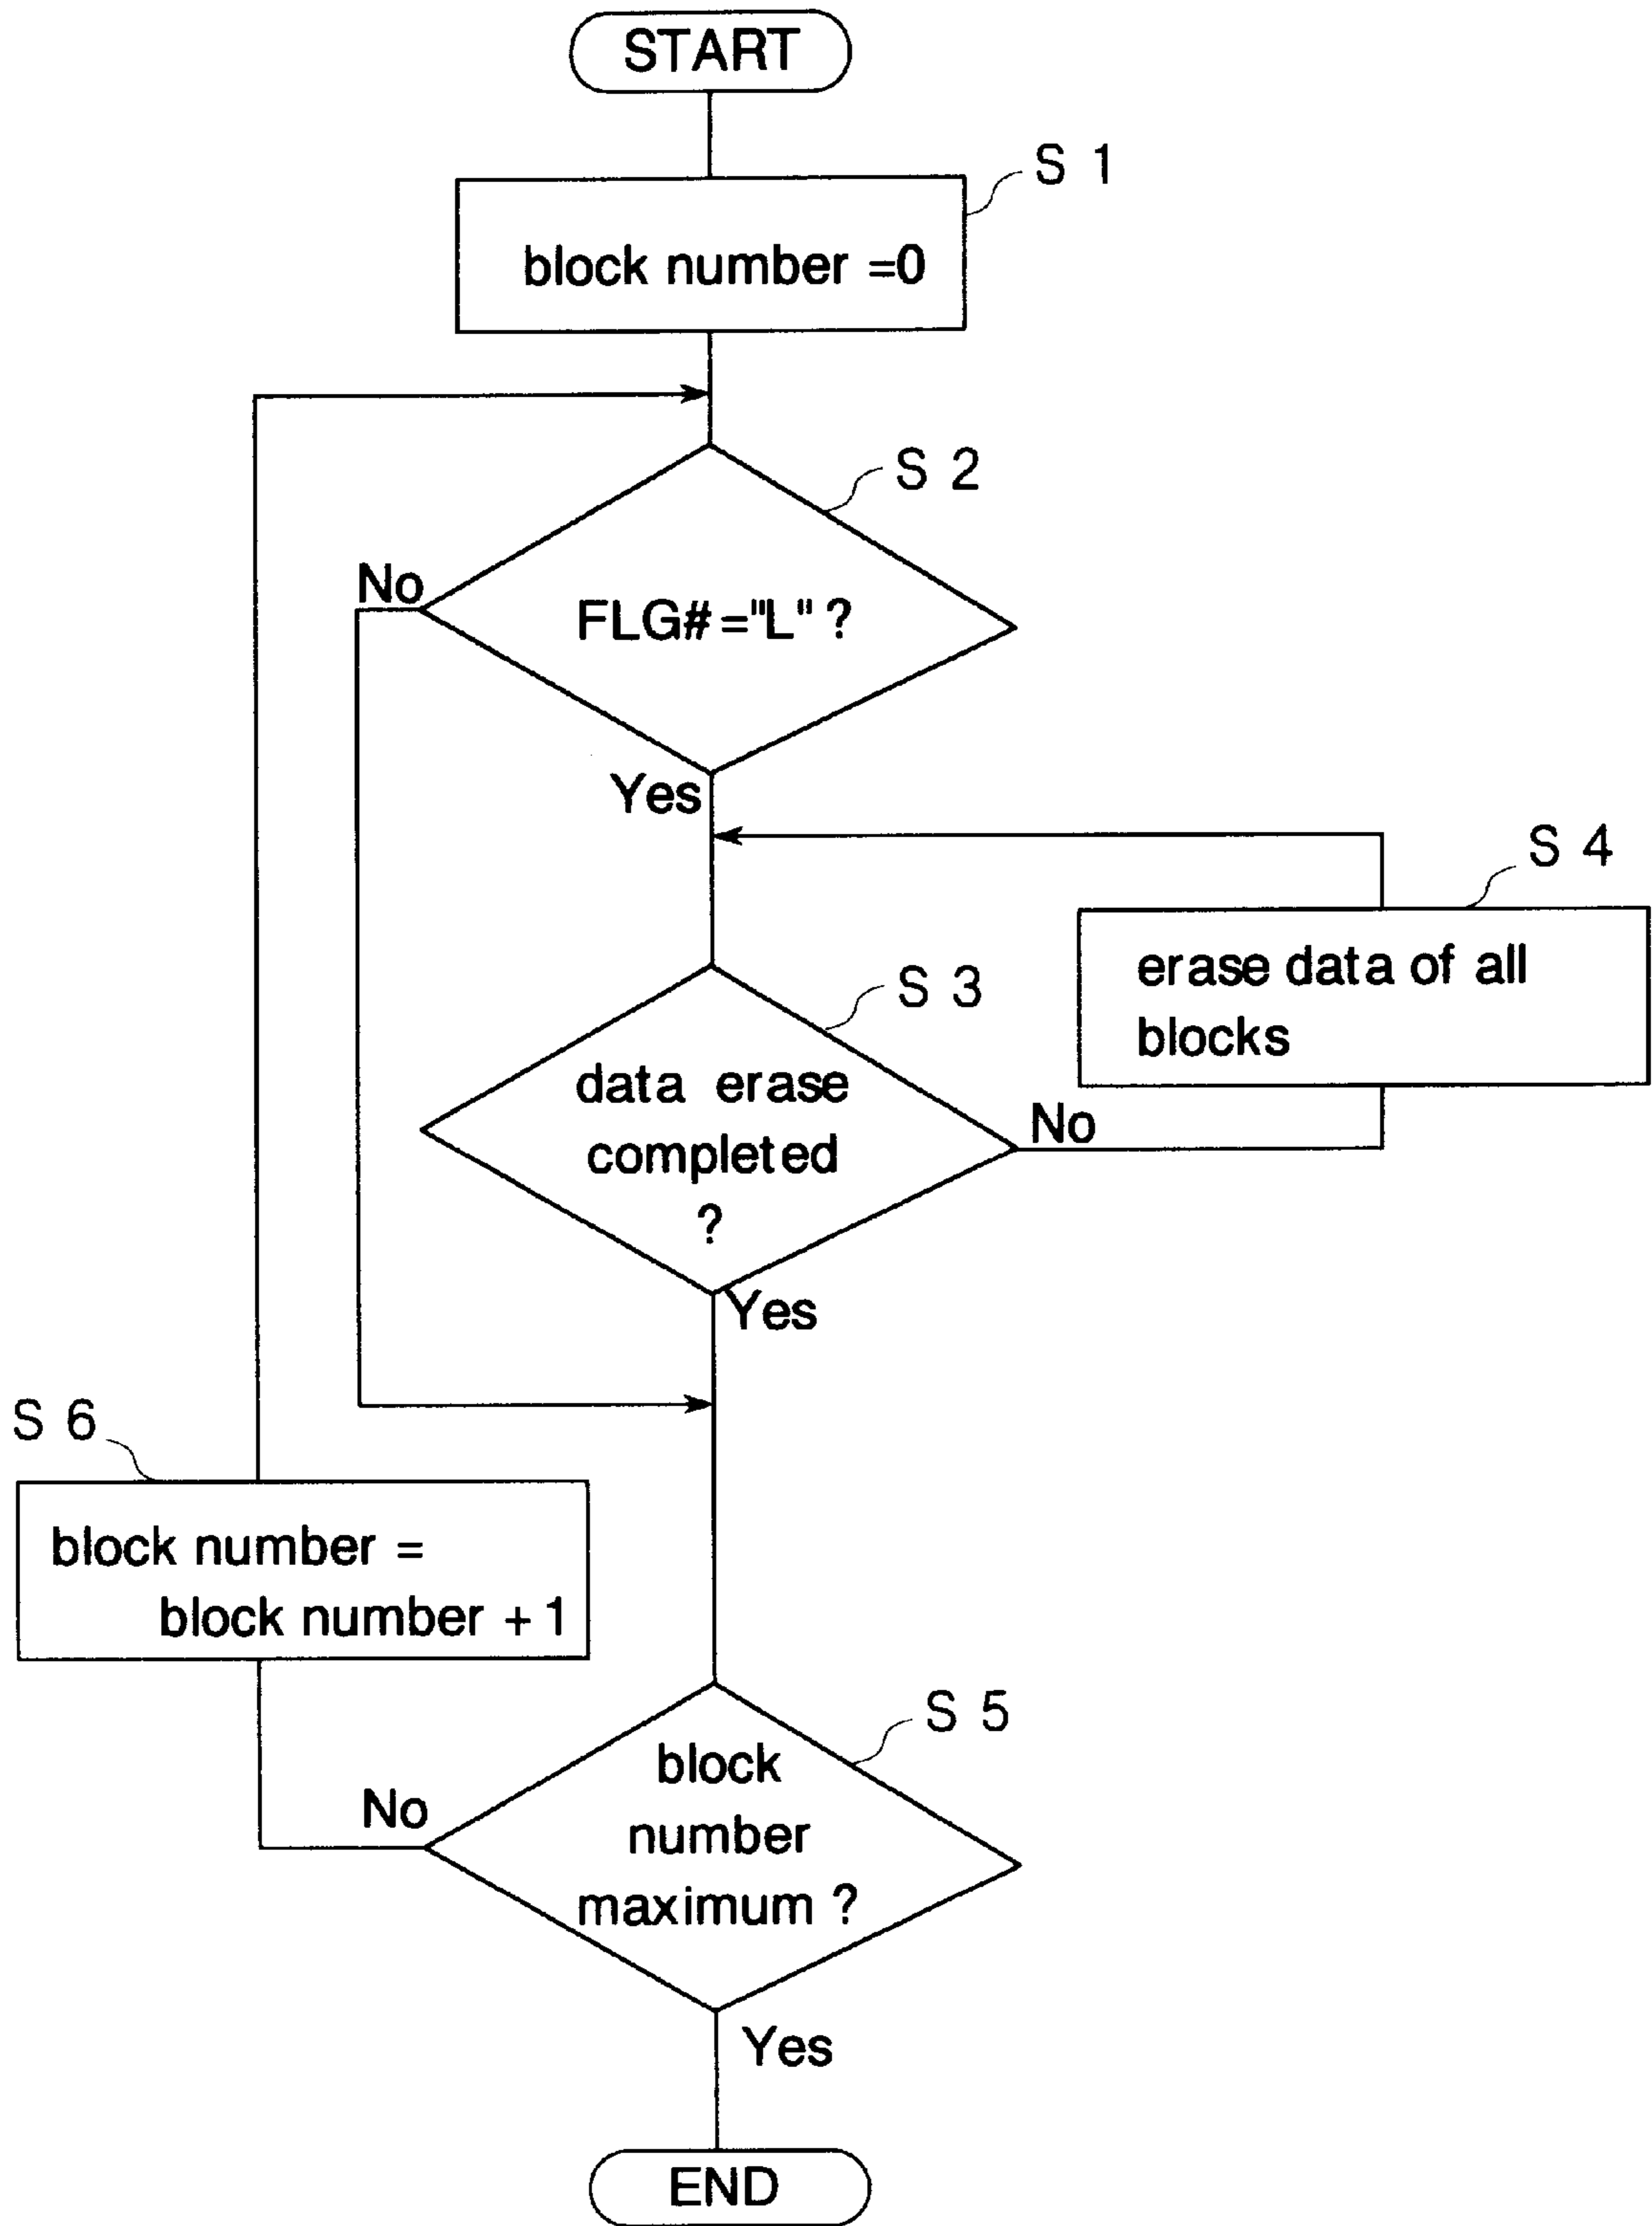 START
S 1
block number =0
S 2
No
FLG# ="L" ?
Yes
S 4
erase data of all
blocks
S 3
data erase
completed
?
No
Yes
S 6
block number =
block number + 1
S 5
block
number
maximum ?
No
Yes
END